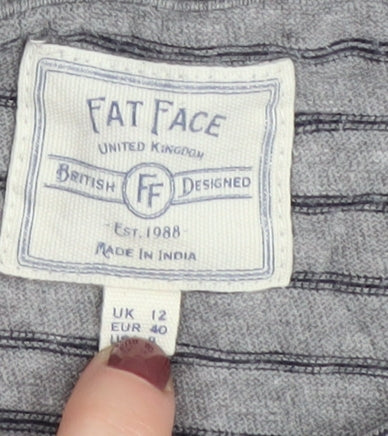 FAT FACE
UNITED KINGDOM
BRITISH FF DESIGNED
EST. 1988
MADE IN INDIA
UK 12
EUR 40